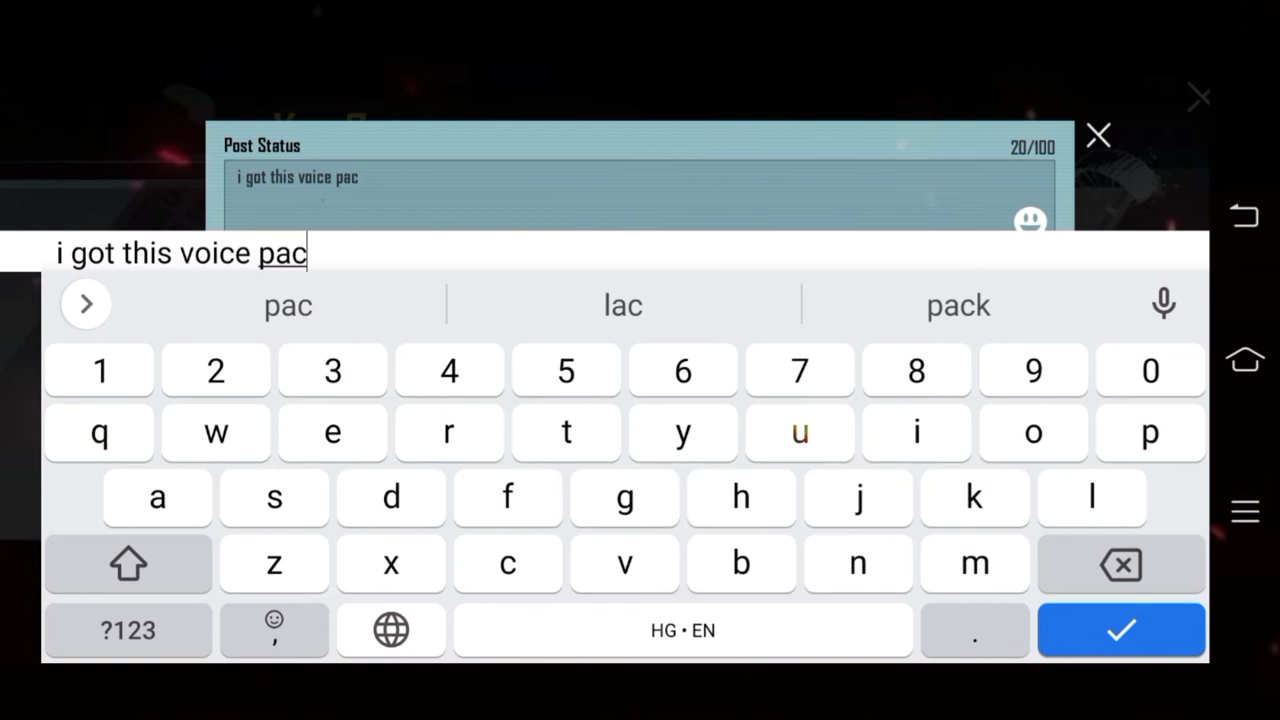 Post Status
20/100
i got this voice pac
i got this voice pac
pac lac pack
1 2 3 4 5 6 7 8 9 0
q w e r t y u i o p
a s d f g h j k l
z x c v b n m
?123 , HG • EN .